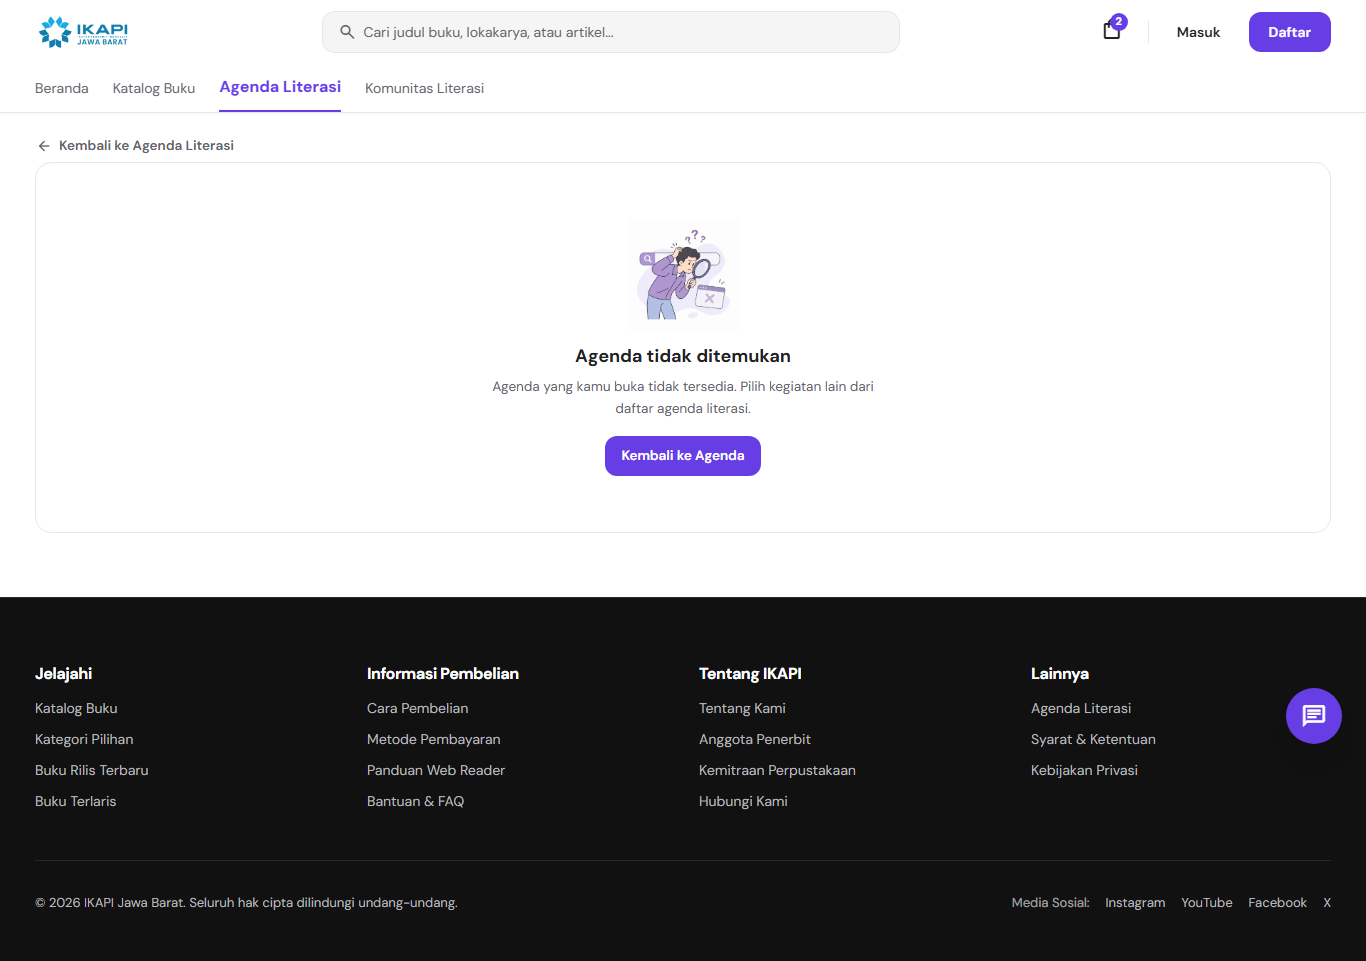 IKAPI
JAWA BARAT
Cari judul buku, lokakarya, atau artikel...
2
Masuk
Daftar
Beranda
Katalog Buku
Agenda Literasi
Komunitas Literasi
Kembali ke Agenda Literasi
? ? ?
Agenda tidak ditemukan
Agenda yang kamu buka tidak tersedia. Pilih kegiatan lain dari
daftar agenda literasi.
Kembali ke Agenda
Jelajahi
Katalog Buku
Kategori Pilihan
Buku Rilis Terbaru
Buku Terlaris
Informasi Pembelian
Cara Pembelian
Metode Pembayaran
Panduan Web Reader
Bantuan & FAQ
Tentang IKAPI
Tentang Kami
Anggota Penerbit
Kemitraan Perpustakaan
Hubungi Kami
Lainnya
Agenda Literasi
Syarat & Ketentuan
Kebijakan Privasi
© 2026 IKAPI Jawa Barat. Seluruh hak cipta dilindungi undang-undang.
Media Sosial:
Instagram
YouTube
Facebook
X